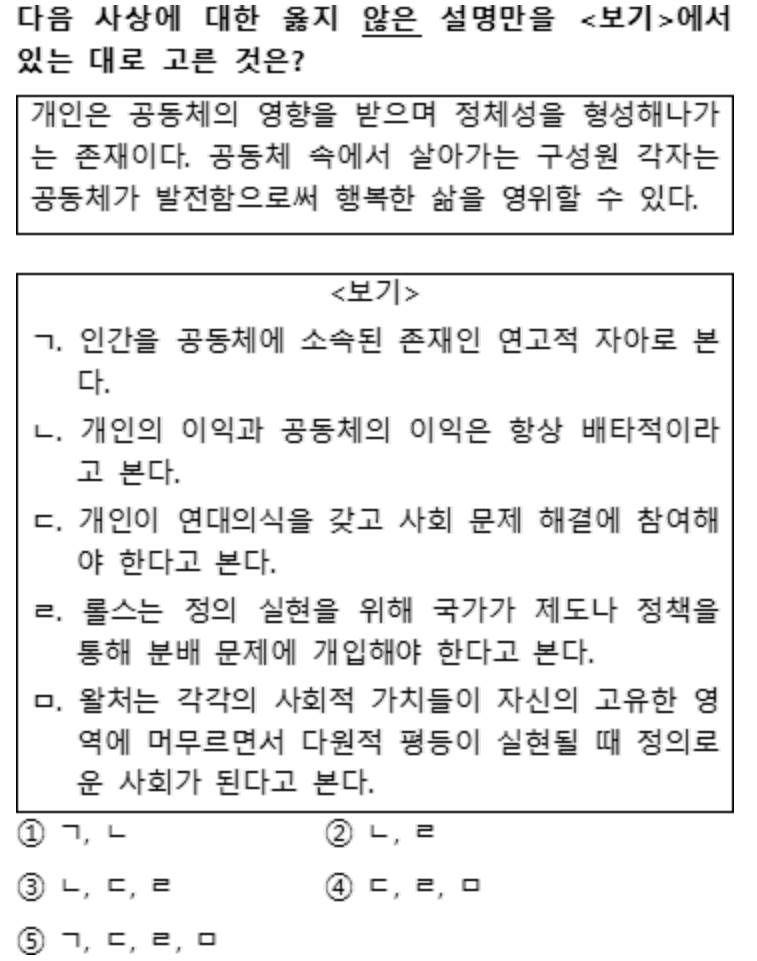 다음 사상에 대한 옳지 않은 설명만을 <보기>에서
있는 대로 고른 것은?
개인은 공동체의 영향을 받으며 정체성을 형성해나가
는 존재이다. 공동체 속에서 살아가는 구성원 각자는
공동체가 발전함으로써 행복한 삶을 영위할 수 있다.
<보기>
ㄱ. 인간을 공동체에 소속된 존재인 연고적 자아로 본
다.
ㄴ. 개인의 이익과 공동체의 이익은 항상 배타적이라
고 본다.
ㄷ. 개인이 연대의식을 갖고 사회 문제 해결에 참여해
야 한다고 본다.
ㄹ. 롤스는 정의 실현을 위해 국가가 제도나 정책을
통해 분배 문제에 개입해야 한다고 본다.
ㅁ. 왈처는 각각의 사회적 가치들이 자신의 고유한 영
역에 머무르면서 다원적 평등이 실현될 때 정의로
운 사회가 된다고 본다.
① ㄱ, ㄴ ② ㄴ, ㄹ
③ ㄴ, ㄷ, ㄹ ④ ㄷ, ㄹ, ㅁ
⑤ ㄱ, ㄷ, ㄹ, ㅁ